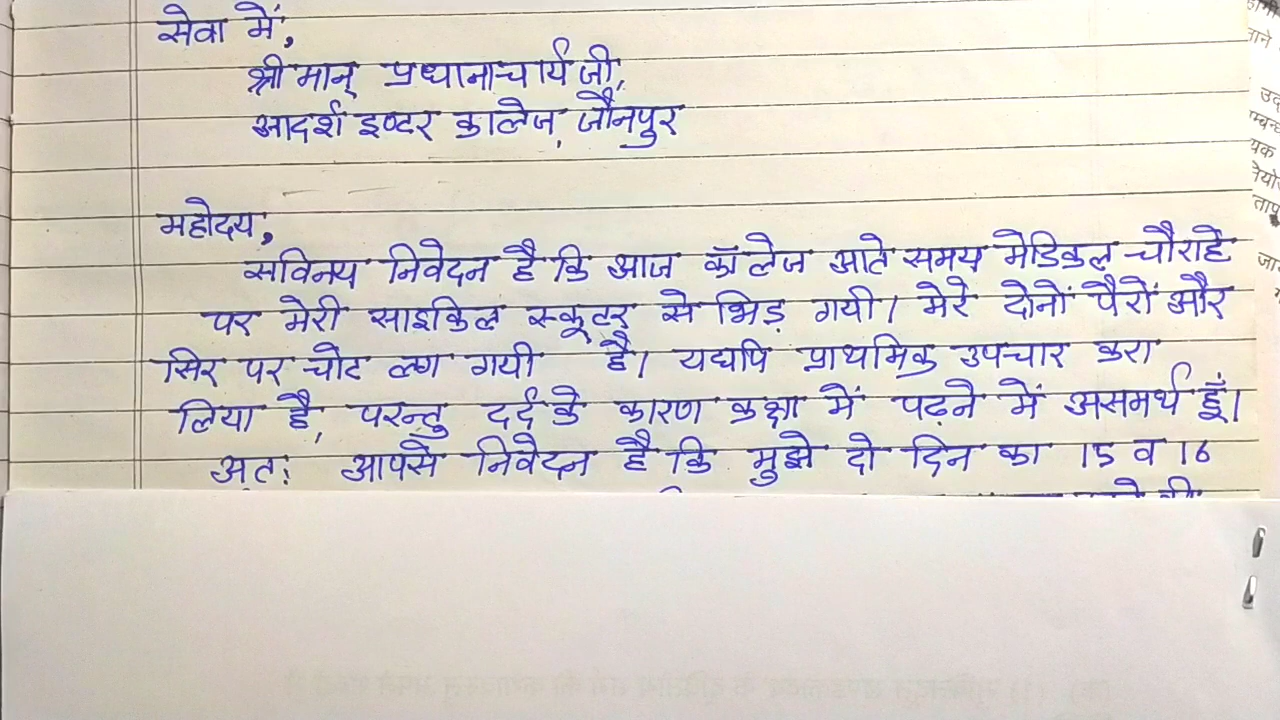 सेवा में,
श्रीमान् प्रधानाचार्य जी,
आदर्श इण्टर कालेज, जौनपुर
महोदय,
सविनय निवेदन है कि आज कॉलेज आते समय मेडिकल चौराहे
पर मेरी साइकिल स्कूटर से भिड़ गयी। मेरे दोनों पैरों और
सिर पर चोट लग गयी है। यद्यपि प्राथमिक उपचार करा
लिया है, परन्तु दर्द के कारण कक्षा में पढ़ने में असमर्थ हूँ।
अतः आपसे निवेदन है कि मुझे दो दिन का 15 व 16